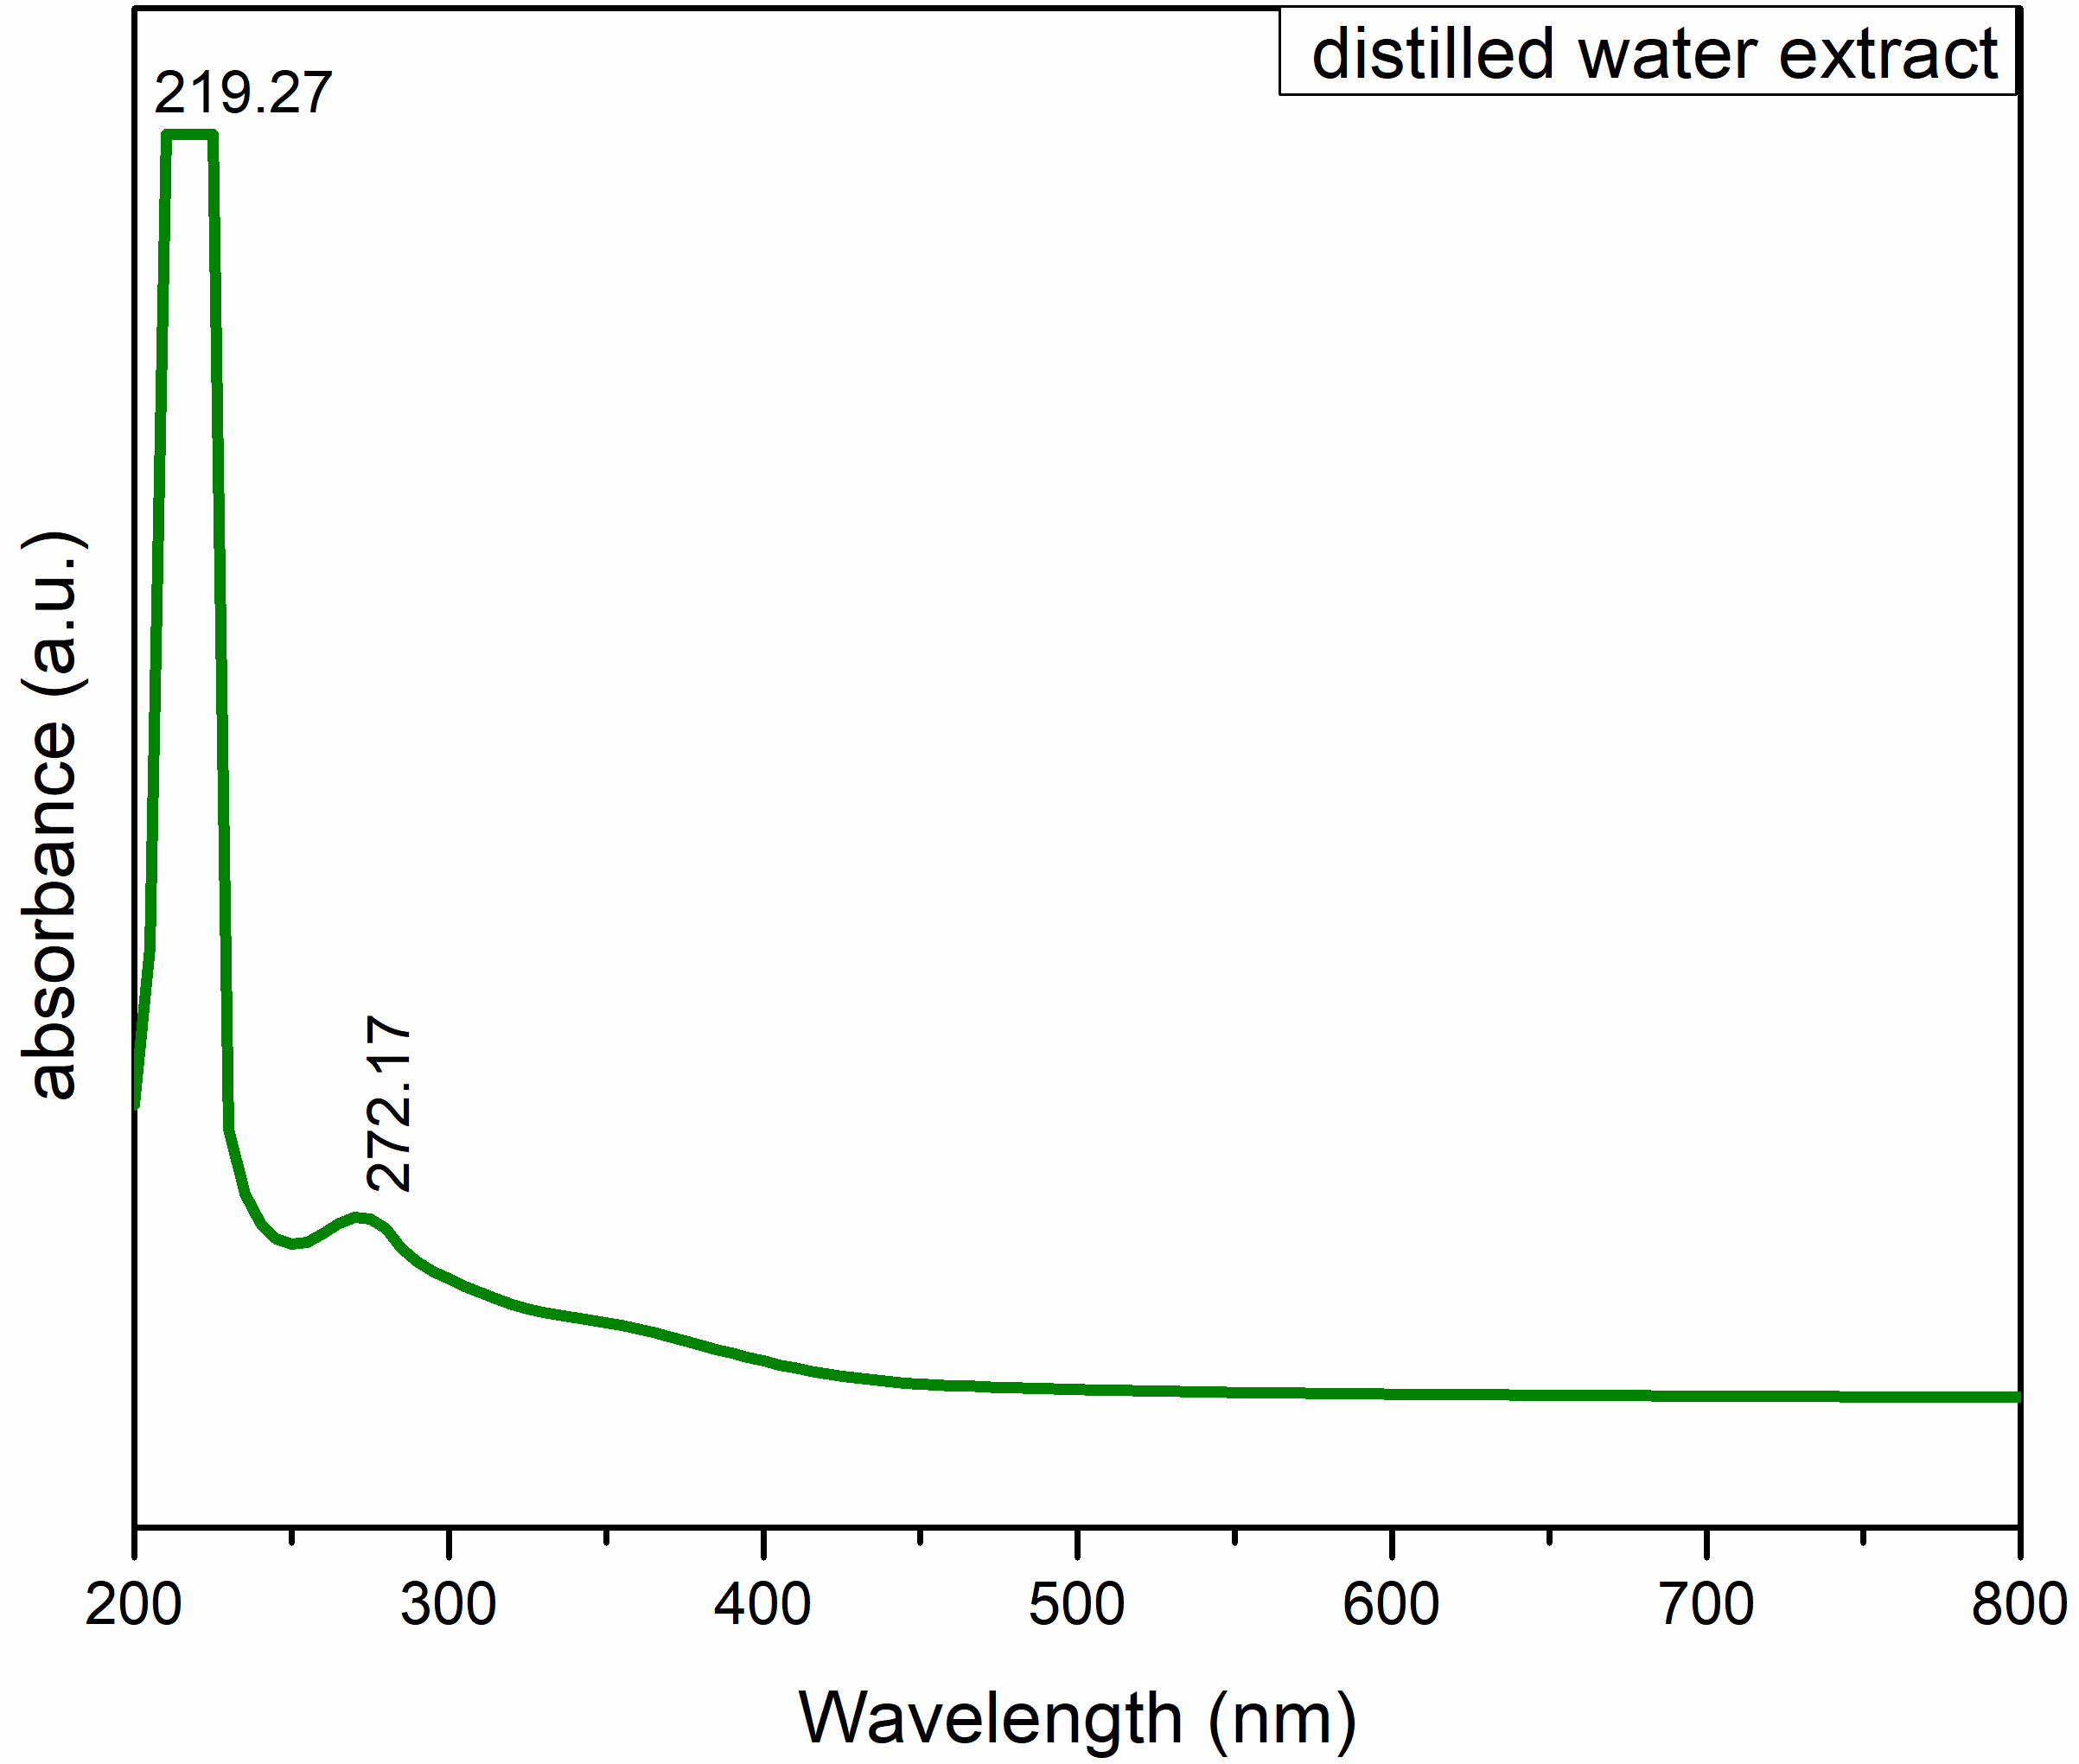 distilled water extract
219.27
272.17
absorbance (a.u.)
200 300 400 500 600 700 800
Wavelength (nm)